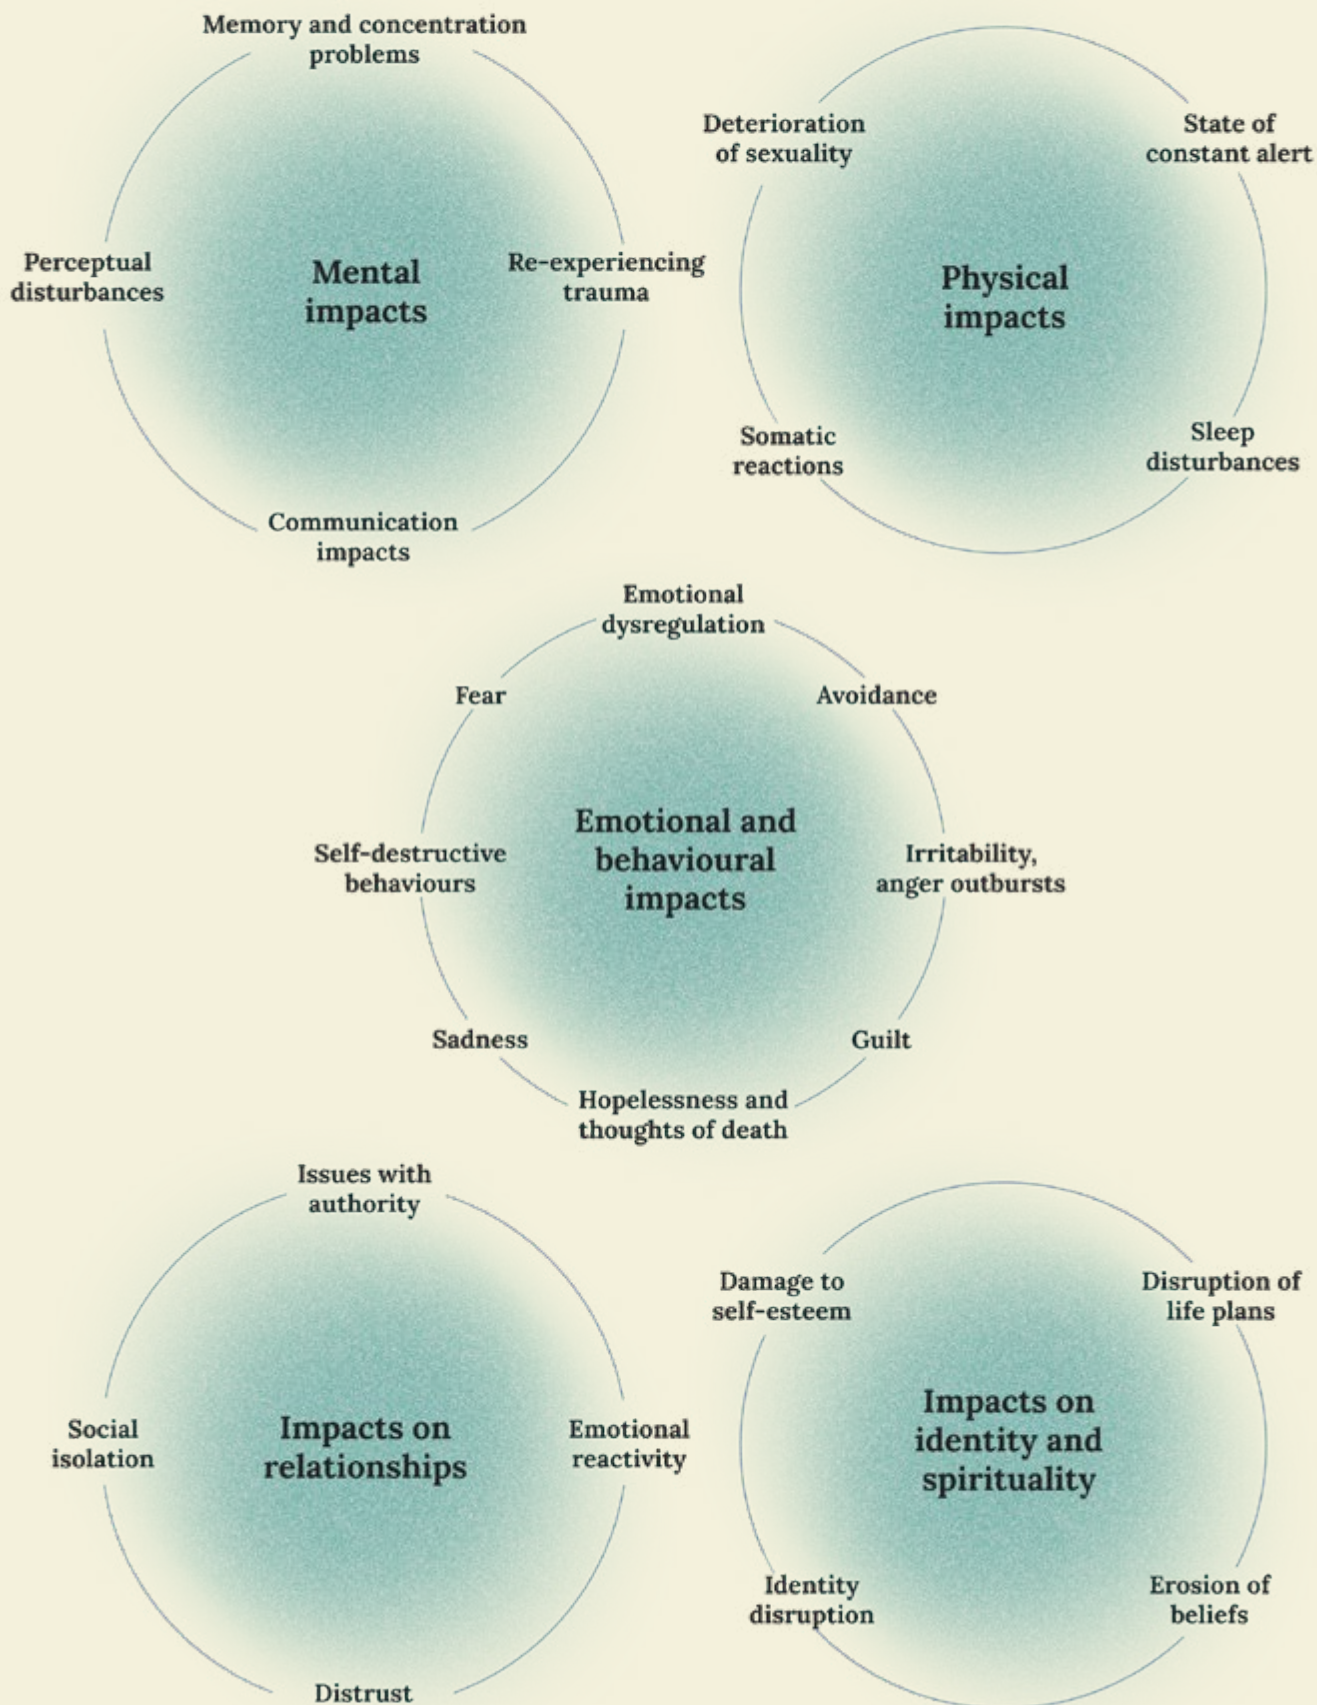 Memory and concentration
problems
Perceptual
disturbances
Mental
impacts
Re-experiencing
trauma
Communication
impacts
Deterioration
of sexuality
State of
constant alert
Physical
impacts
Somatic
reactions
Sleep
disturbances
Emotional
dysregulation
Fear
Avoidance
Self-destructive
behaviours
Emotional and
behavioural
impacts
Irritability,
anger outbursts
Sadness
Guilt
Hopelessness and
thoughts of death
Issues with
authority
Social
isolation
Impacts on
relationships
Emotional
reactivity
Distrust
Damage to
self-esteem
Disruption of
life plans
Impacts on
identity and
spirituality
Identity
disruption
Erosion of
beliefs